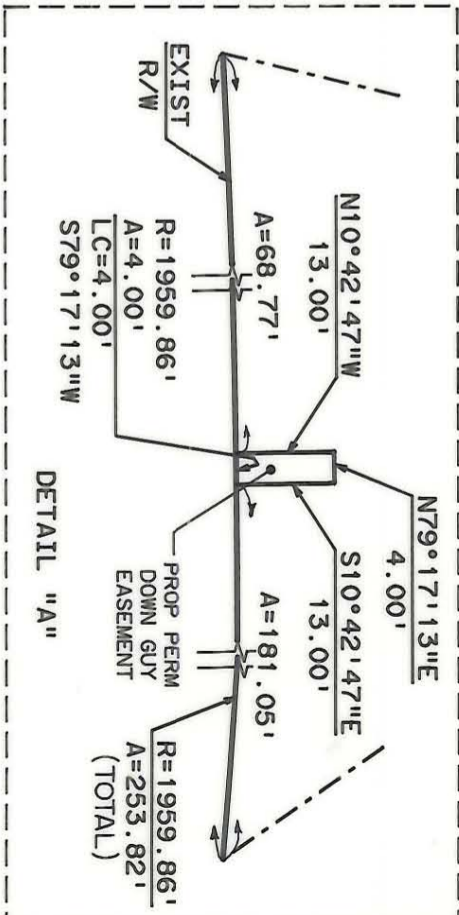 N79°17'13"E
4.00'
N10°42'47"W
13.00'
S10°42'47"E
13.00'
A=68.77'
A=181.05'
EXIST
R/W
R=1959.86'
A=4.00'
LC=4.00'
S79°17'13"W
PROP PERM
DOWN GUY
EASEMENT
R=1959.86'
A=253.82'
(TOTAL)
DETAIL "A"